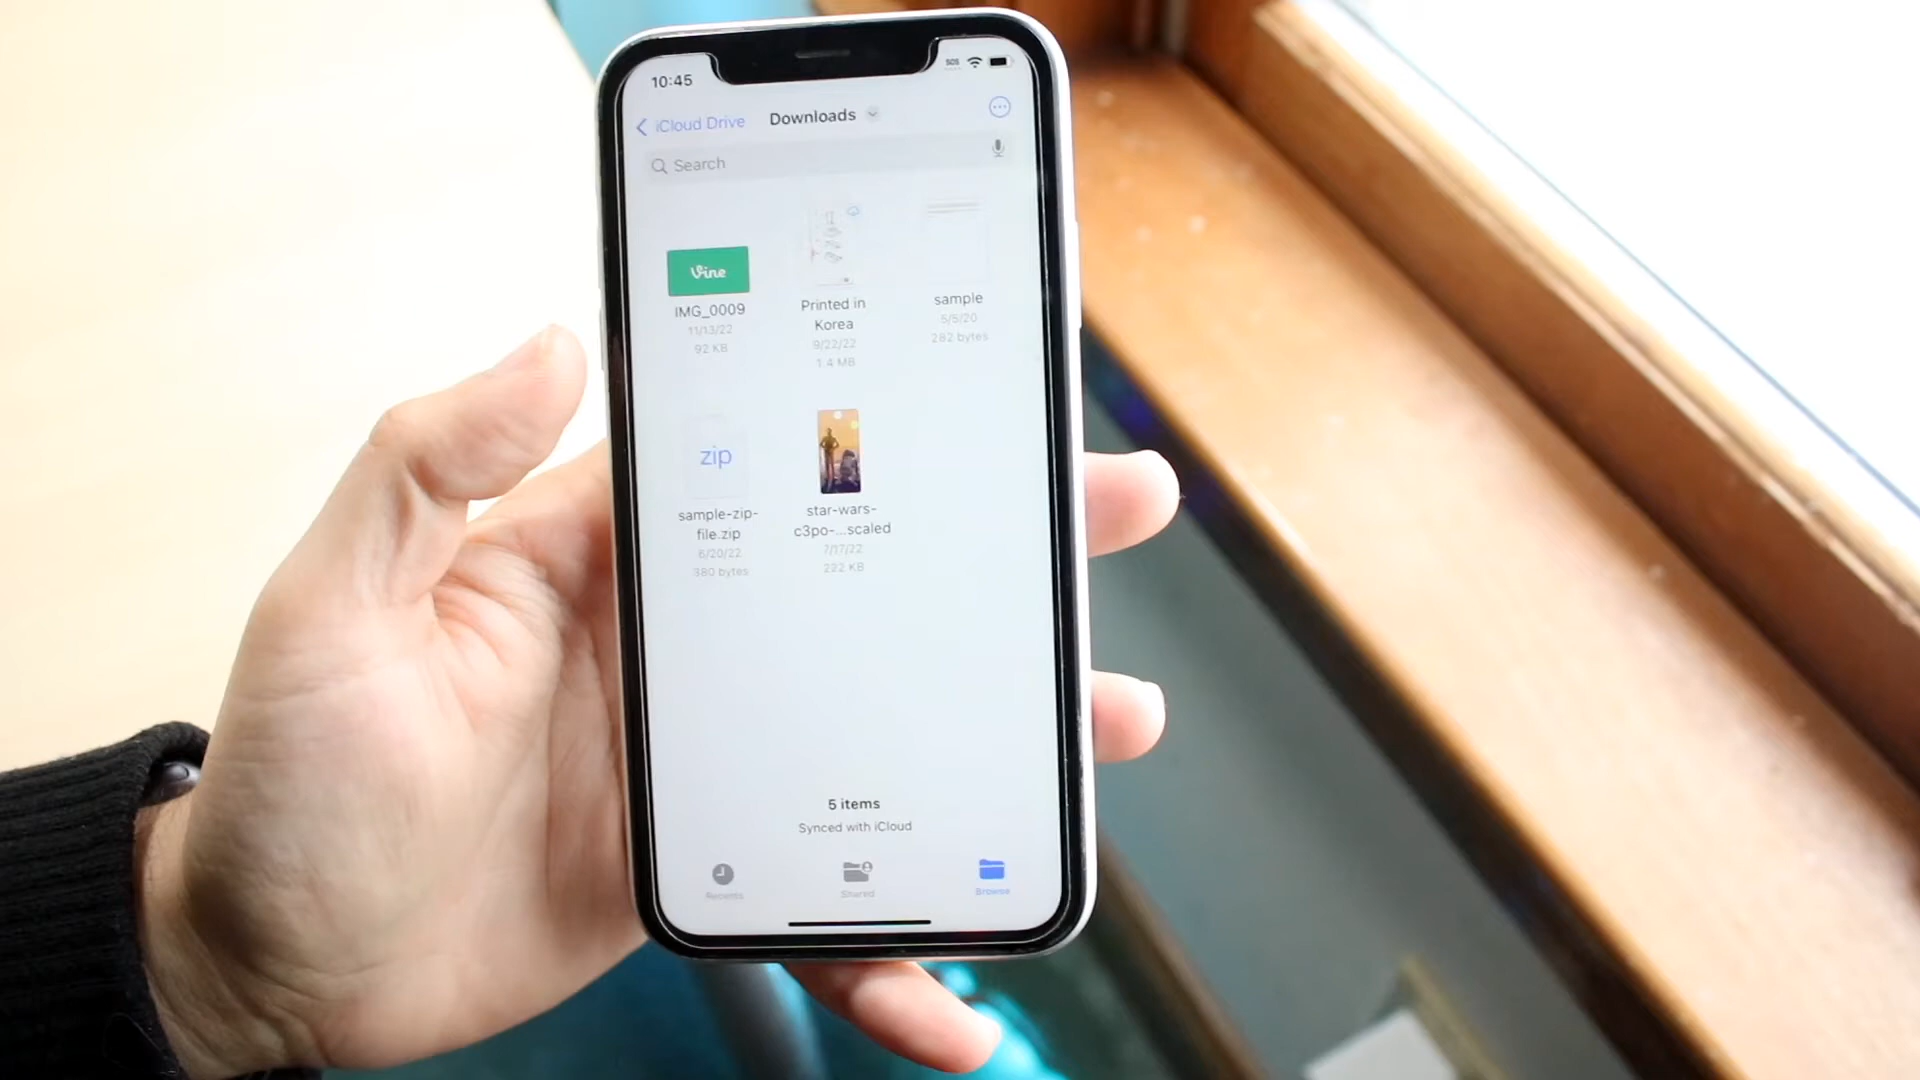 10:45
SOS
iCloud Drive
Downloads
Search
Vine
IMG_0009
11/13/22
92 KB
Printed in
Korea
9/22/22
1.4 MB
sample
5/5/20
282 bytes
zip
sample-zip-
file.zip
6/20/22
380 bytes
star-wars-
c3po-...scaled
7/17/22
222 KB
5 items
Synced with iCloud
Recents
Shared
Browse